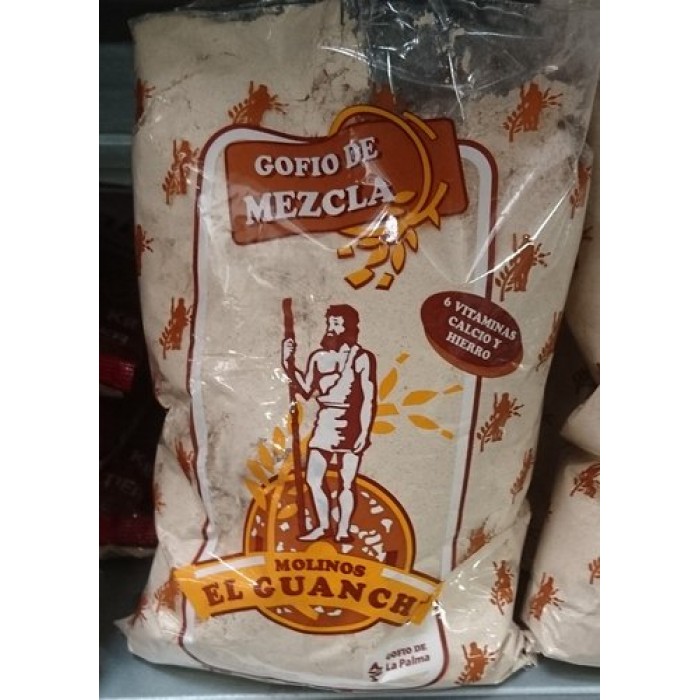 GOFIO DE
MEZCLA
6 VITAMINAS
CALCIO Y
HIERRO
MOLINOS
EL GUANCH
GOFIO DE
La Palma